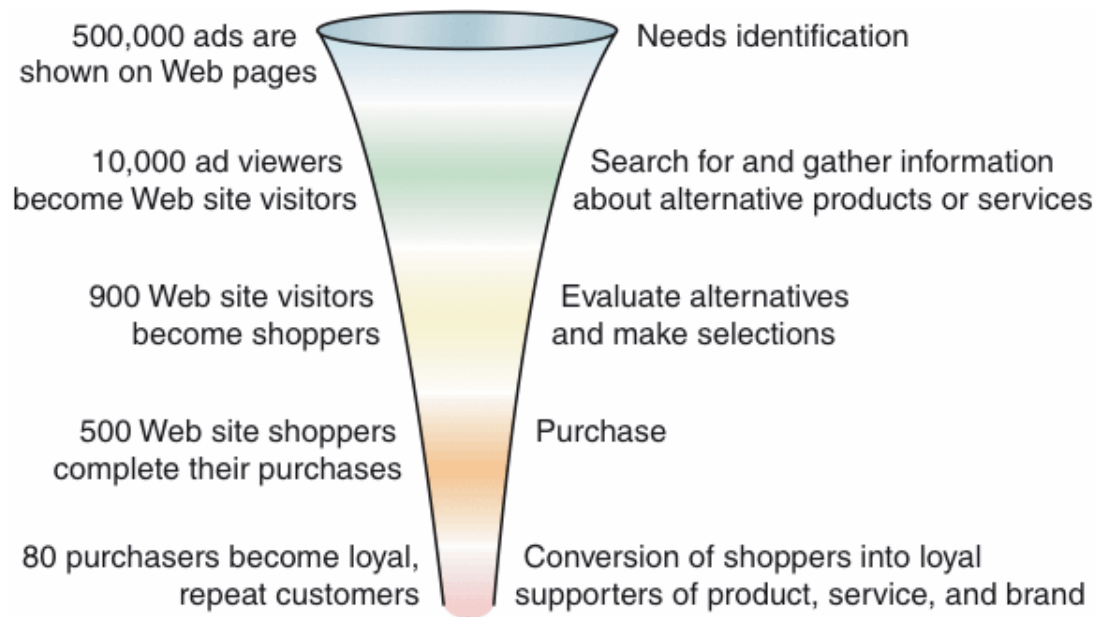 500,000 ads are
shown on Web pages
Needs identification
10,000 ad viewers
become Web site visitors
Search for and gather information
about alternative products or services
900 Web site visitors
become shoppers
Evaluate alternatives
and make selections
500 Web site shoppers
complete their purchases
Purchase
80 purchasers become loyal,
repeat customers
Conversion of shoppers into loyal
supporters of product, service, and brand